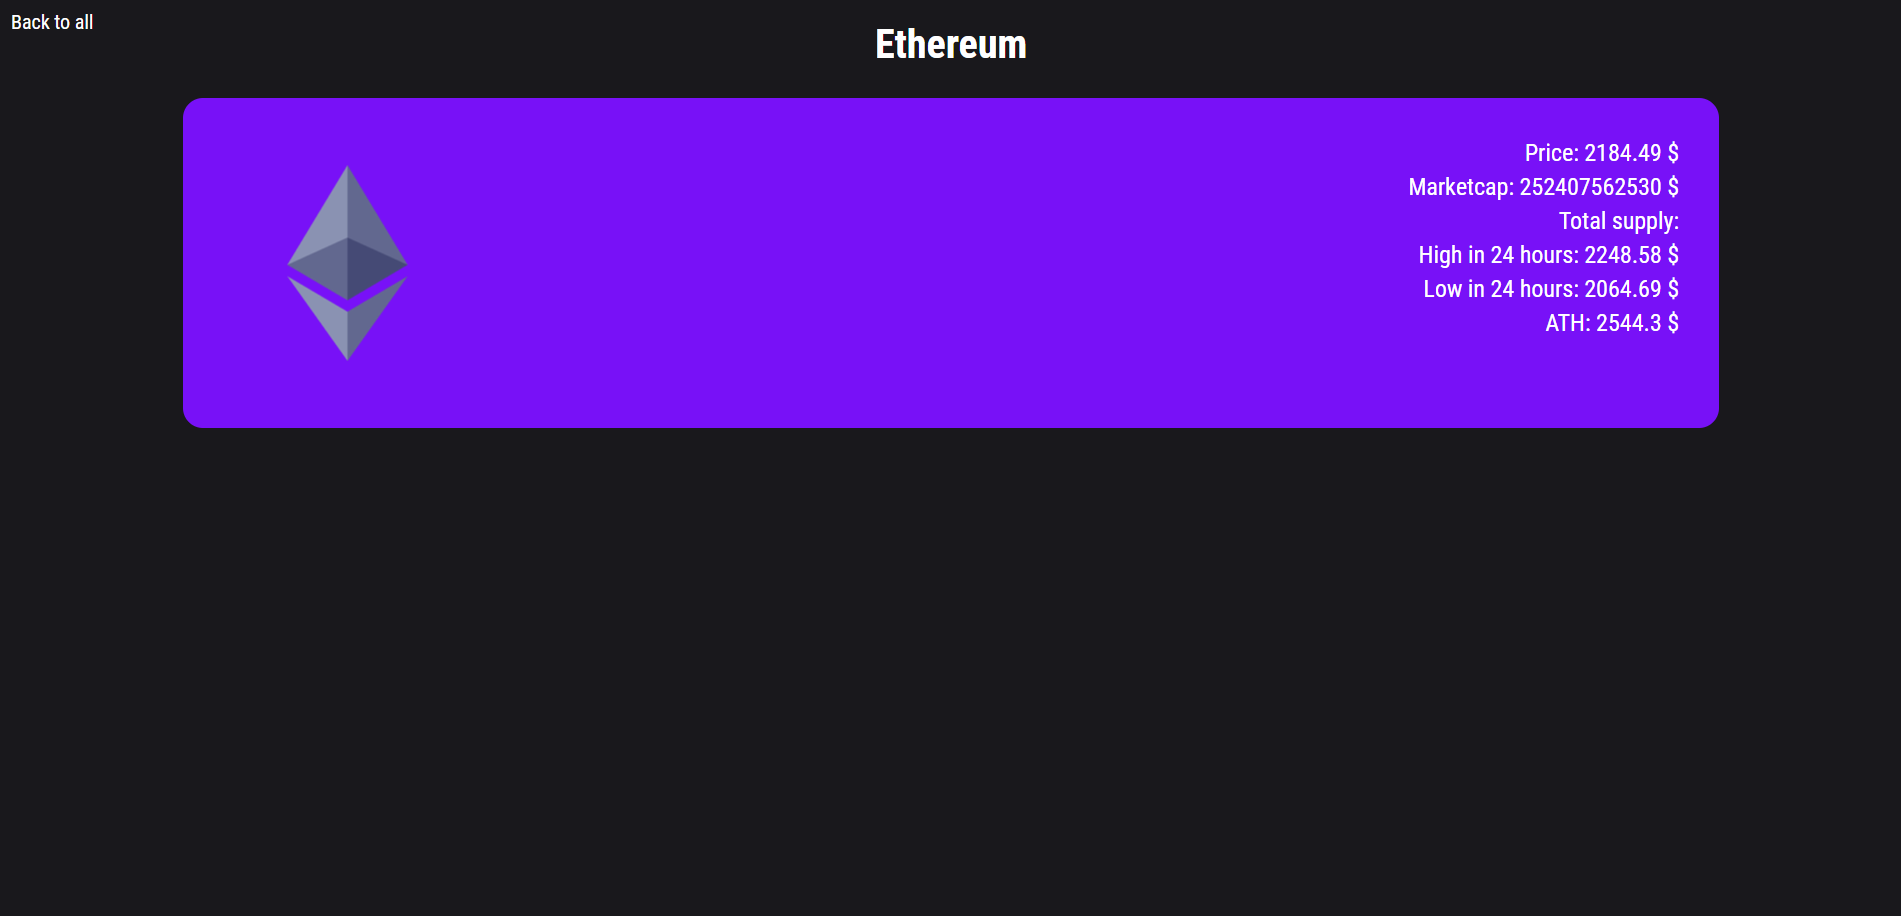 Back to all
Ethereum
Price: 2184.49 $
Marketcap: 252407562530 $
Total supply:
High in 24 hours: 2248.58 $
Low in 24 hours: 2064.69 $
ATH: 2544.3 $